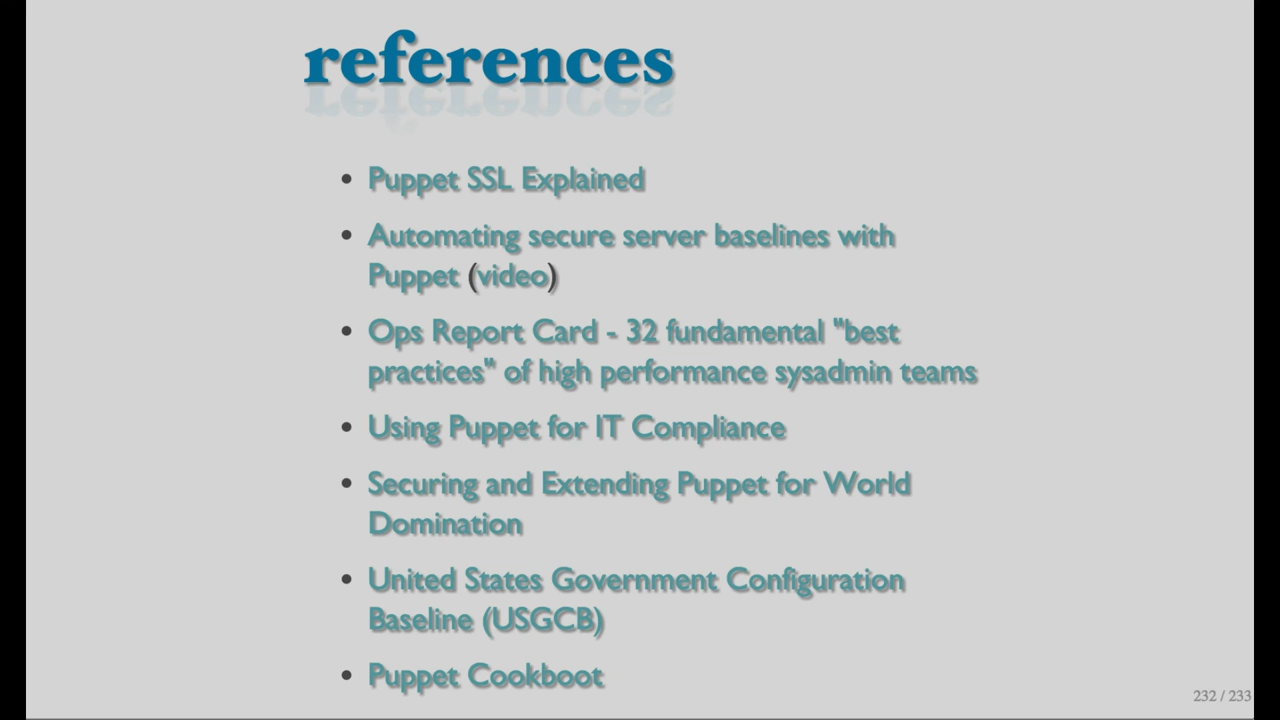 references
• Puppet SSL Explained
• Automating secure server baselines with
Puppet (video)
• Ops Report Card - 32 fundamental "best
practices" of high performance sysadmin teams
• Using Puppet for IT Compliance
• Securing and Extending Puppet for World
Domination
• United States Government Configuration
Baseline (USGCB)
• Puppet Cookboot
232 / 233